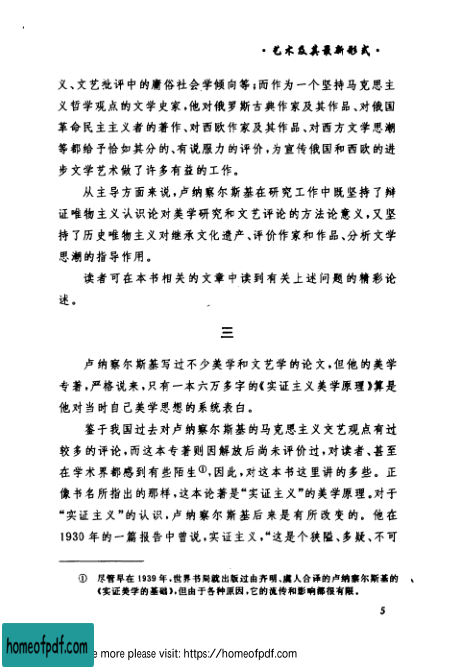 ·艺术及其最新形式·
义、文艺批评中的庸俗社会学倾向等；而作为一个坚持马克思主
义哲学观点的文学史家，他对俄罗斯古典作家及其作品、对俄国
革命民主主义者的著作、对西欧作家及其作品、对西方文学思潮
等都给予恰如其分的、有说服力的评价，为宣传俄国和西欧的进
步文学艺术做了许多有益的工作。
从主导方面来说，卢纳察尔斯基在研究工作中既坚持了辩
证唯物主义认识论对美学研究和文艺评论的方法论意义，又坚
持了历史唯物主义对继承文化遗产、评价作家和作品、分析文学
思潮的指导作用。
读者可在本书相关的文章中读到有关上述问题的精彩论
述。
三
卢纳察尔斯基写过不少美学和文艺学的论文，但他的美学
专著，严格说来，只有一本六万多字的《实证主义美学原理》算是
他对当时自己美学思想的系统表白。
鉴于我国过去对卢纳察尔斯基的马克思主义文艺观点有过
较多的评论，而这本专著则因解放后尚未评价过，对读者、甚至
在学术界都感到有些陌生①，因此，对这本书这里讲的多些。正
像书名所指出的那样，这本论著是“实证主义”的美学原理。对于
“实证主义”的认识，卢纳察尔斯基后来是有所改变的。他在
1930年的一篇报告中曾说，实证主义，“这是个狭隘、多疑、不可
① 尽管早在1939年，世界书局就出版过由齐明、虞人合译的卢纳察尔斯基的
《实证美学的基础》，但由于各种原因，它的流传和影响都很有限。
5
homeofpdf.com
e more please visit: https://homeofpdf.com